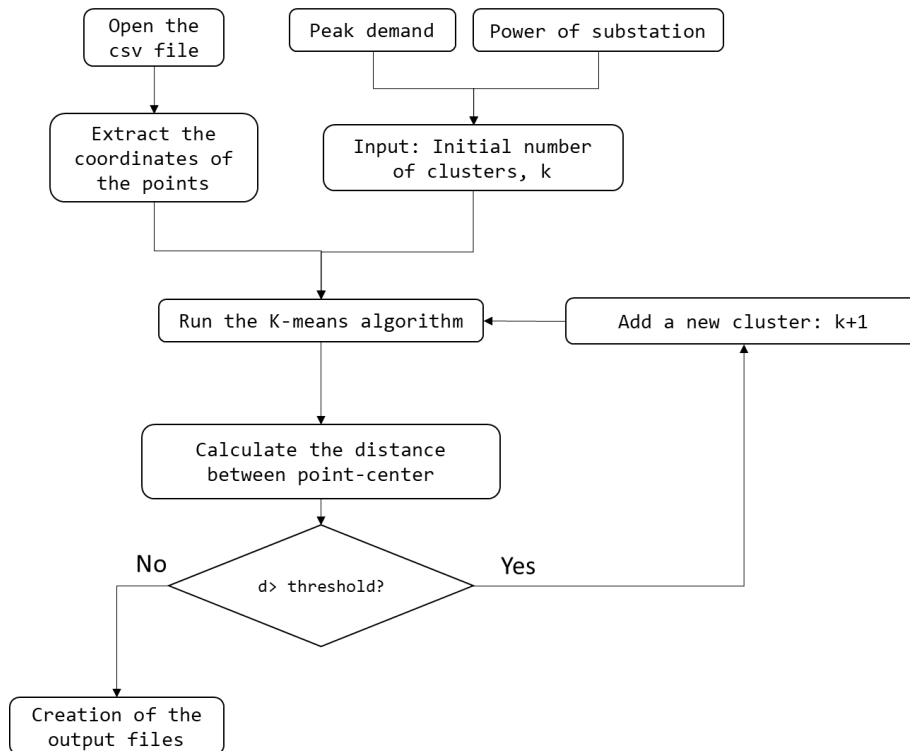 Open the
csv file
Peak demand
Power of substation
Extract the
coordinates of
the points
Input: Initial number
of clusters, k
Run the K-means algorithm
Add a new cluster: k+1
Calculate the distance
between point-center
No
d> threshold?
Yes
Creation of the
output files